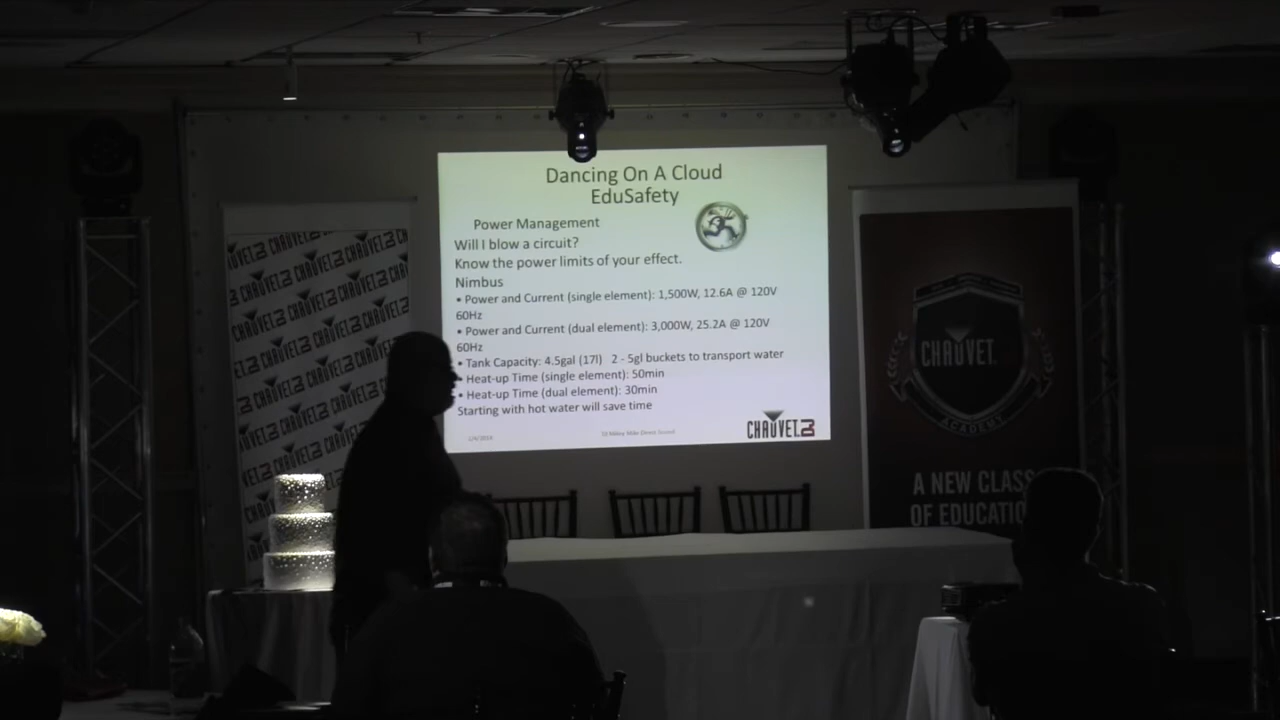 Dancing On A Cloud
EduSafety
Power Management
Will I blow a circuit?
Know the power limits of your effect.
Nimbus
• Power and Current (single element): 1,500W, 12.6A @ 120V
60Hz
• Power and Current (dual element): 3,000W, 25.2A @ 120V
60Hz
• Tank Capacity: 4.5gal (17l) 2 - 5gl buckets to transport water
• Heat-up Time (single element): 50min
• Heat-up Time (dual element): 30min
Starting with hot water will save time
CHAUVET DJ
CHAUVET DJ
CHAUVET
ACADEMY
A NEW CLASS
OF EDUCATIO